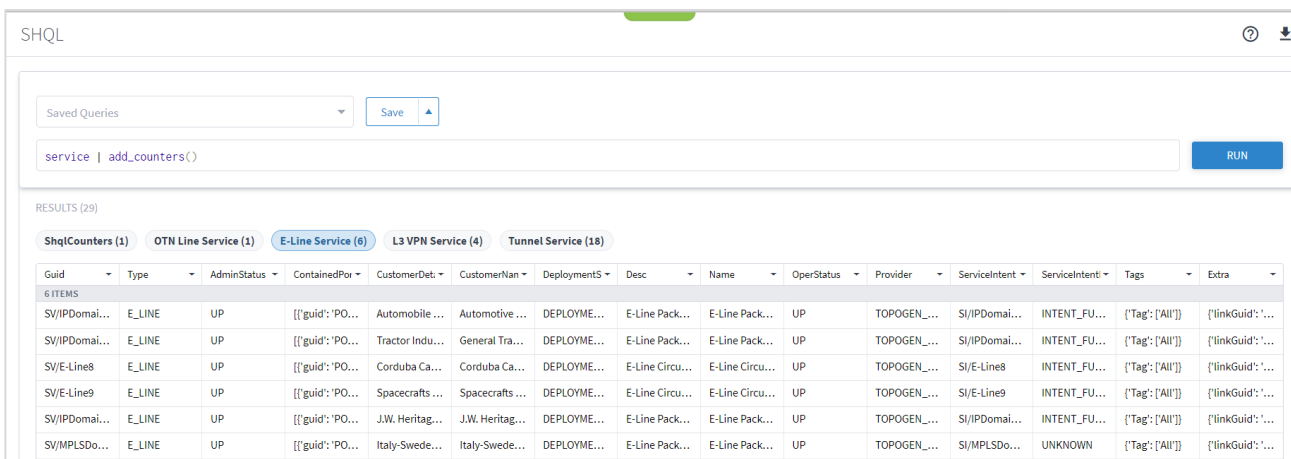 SHQL
Saved Queries Save
service | add_counters() RUN
RESULTS (29)
ShqlCounters (1) OTN Line Service (1) E-Line Service (6) L3 VPN Service (4) Tunnel Service (18)
Guid Type AdminStatus ContainedPor CustomerDeta CustomerNan DeploymentS Desc Name OperStatus Provider ServiceIntent ServiceIntentI Tags Extra
6 ITEMS
SV/IPDomai... E_LINE UP [{'guid': 'PO... Automobile ... Automotive ... DEPLOYME... E-Line Pack... E-Line Pack... UP TOPOGEN_... SI/IPDomai... INTENT_FU... {'Tag': ['All']} {'linkGuid': '...
SV/IPDomai... E_LINE UP [{'guid': 'PO... Tractor Indu... General Tra... DEPLOYME... E-Line Pack... E-Line Pack... UP TOPOGEN_... SI/IPDomai... INTENT_FU... {'Tag': ['All']} {'linkGuid': '...
SV/E-Line8 E_LINE UP [{'guid': 'PO... Corduba Ca... Corduba Ca... DEPLOYME... E-Line Circu... E-Line Circu... UP TOPOGEN_... SI/E-Line8 INTENT_FU... {'Tag': ['All']} {'linkGuid': '...
SV/E-Line9 E_LINE UP [{'guid': 'PO... Spacecrafts ... Spacecrafts ... DEPLOYME... E-Line Circu... E-Line Circu... UP TOPOGEN_... SI/E-Line9 INTENT_FU... {'Tag': ['All']} {'linkGuid': '...
SV/IPDomai... E_LINE UP [{'guid': 'PO... J.W. Heritag... J.W. Heritag... DEPLOYME... E-Line Pack... E-Line Pack... UP TOPOGEN_... SI/IPDomai... INTENT_FU... {'Tag': ['All']} {'linkGuid': '...
SV/MPLSDo... E_LINE UP [{'guid': 'PO... Italy-Swede... Italy-Swede... DEPLOYME... E-Line Pack... E-Line Pack... UP TOPOGEN_... SI/MPLSDo... UNKNOWN {'Tag': ['All']} {'linkGuid': '...